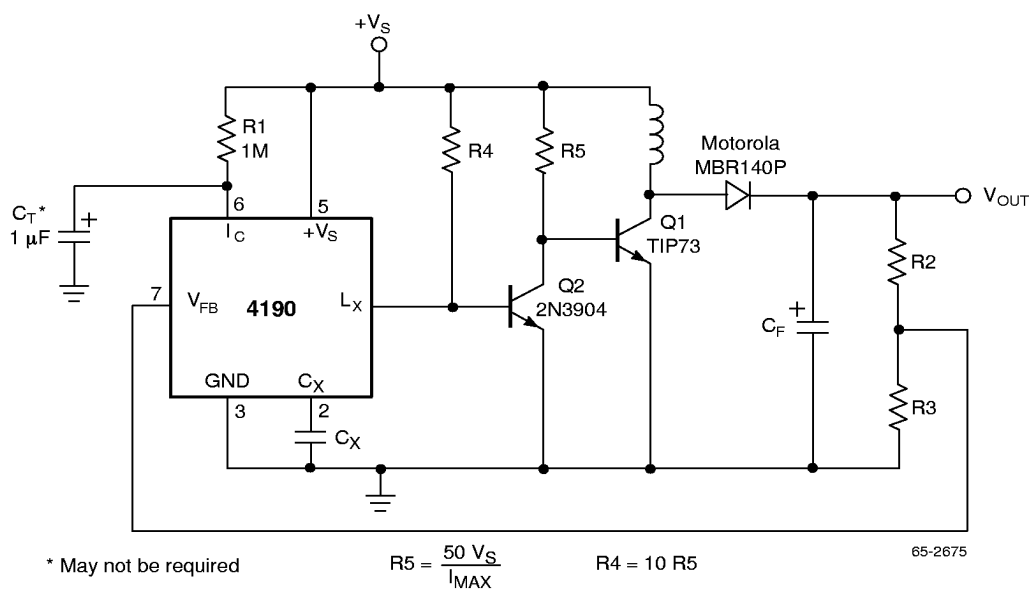 +VS
R1
1M
R4
R5
Motorola
MBR140P
CT*
1 µF
+
6
5
IC
+VS
Q1
TIP73
VOUT
R2
7
VFB
4190
LX
Q2
2N3904
+
CF
GND
CX
3
2
CX
R3
* May not be required
R5 = 50 VS / IMAX
R4 = 10 R5
65-2675